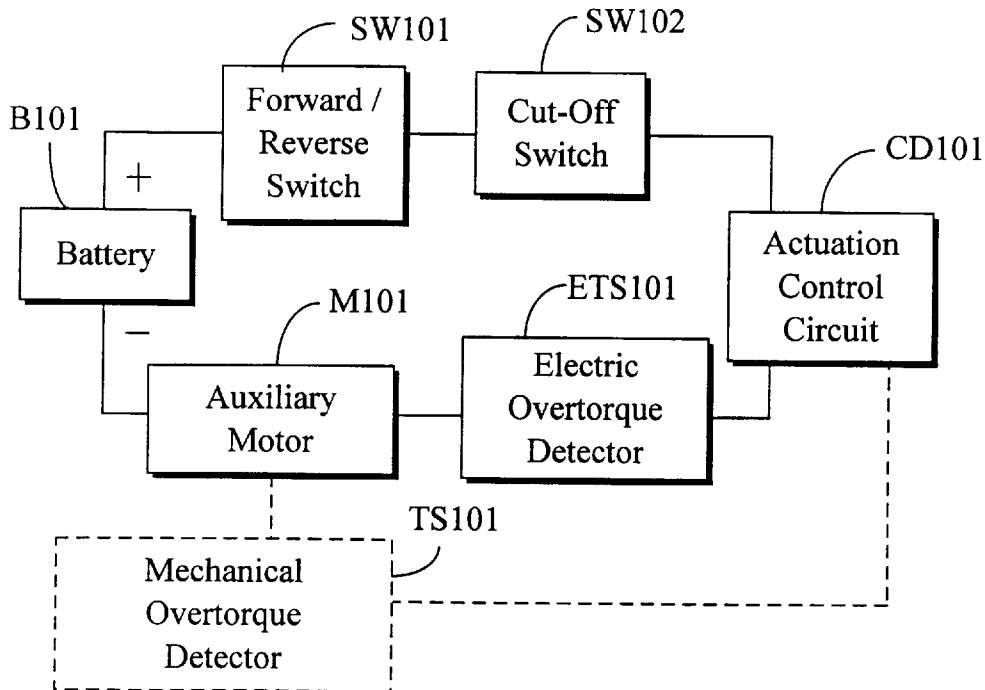 SW101
SW102
Forward /
Reverse
Switch
Cut-Off
Switch
B101
CD101
+
Battery
Actuation
Control
Circuit
−
M101
ETS101
Auxiliary
Motor
Electric
Overtorque
Detector
TS101
Mechanical
Overtorque
Detector